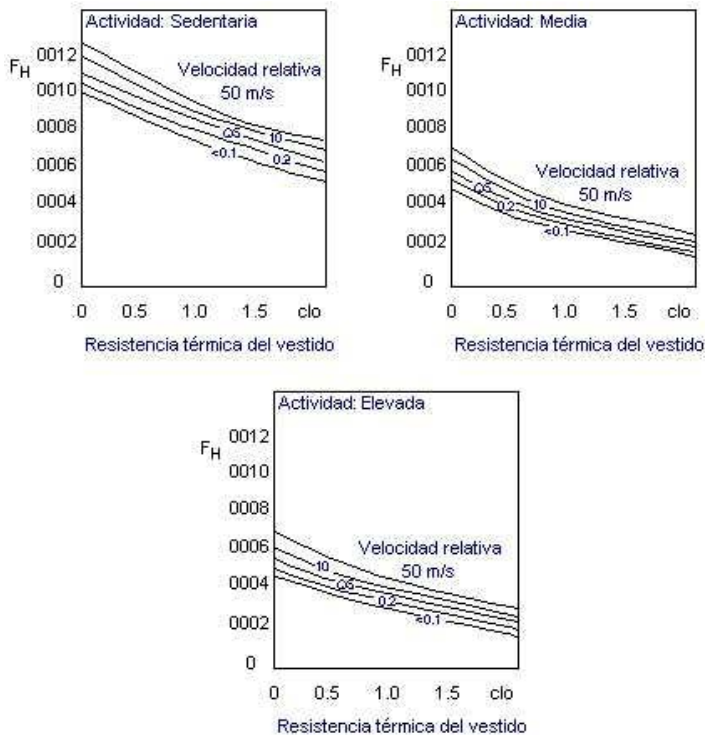 Actividad: Sedentaria
F_H
0012
0010
0008
0006
0004
0002
0
Velocidad relativa
50 m/s
10
Q5
0.2
<0.1
0 0.5 1.0 1.5 clo
Resistencia térmica del vestido
Actividad: Media
F_H
0012
0010
0008
0006
0004
0002
0
Velocidad relativa
50 m/s
Q5
10
0.2
<0.1
0 0.5 1.0 1.5 clo
Resistencia térmica del vestido
Actividad: Elevada
F_H
0012
0010
0008
0006
0004
0002
0
Velocidad relativa
50 m/s
10
Q5
0.2
<0.1
0 0.5 1.0 1.5 clo
Resistencia térmica del vestido